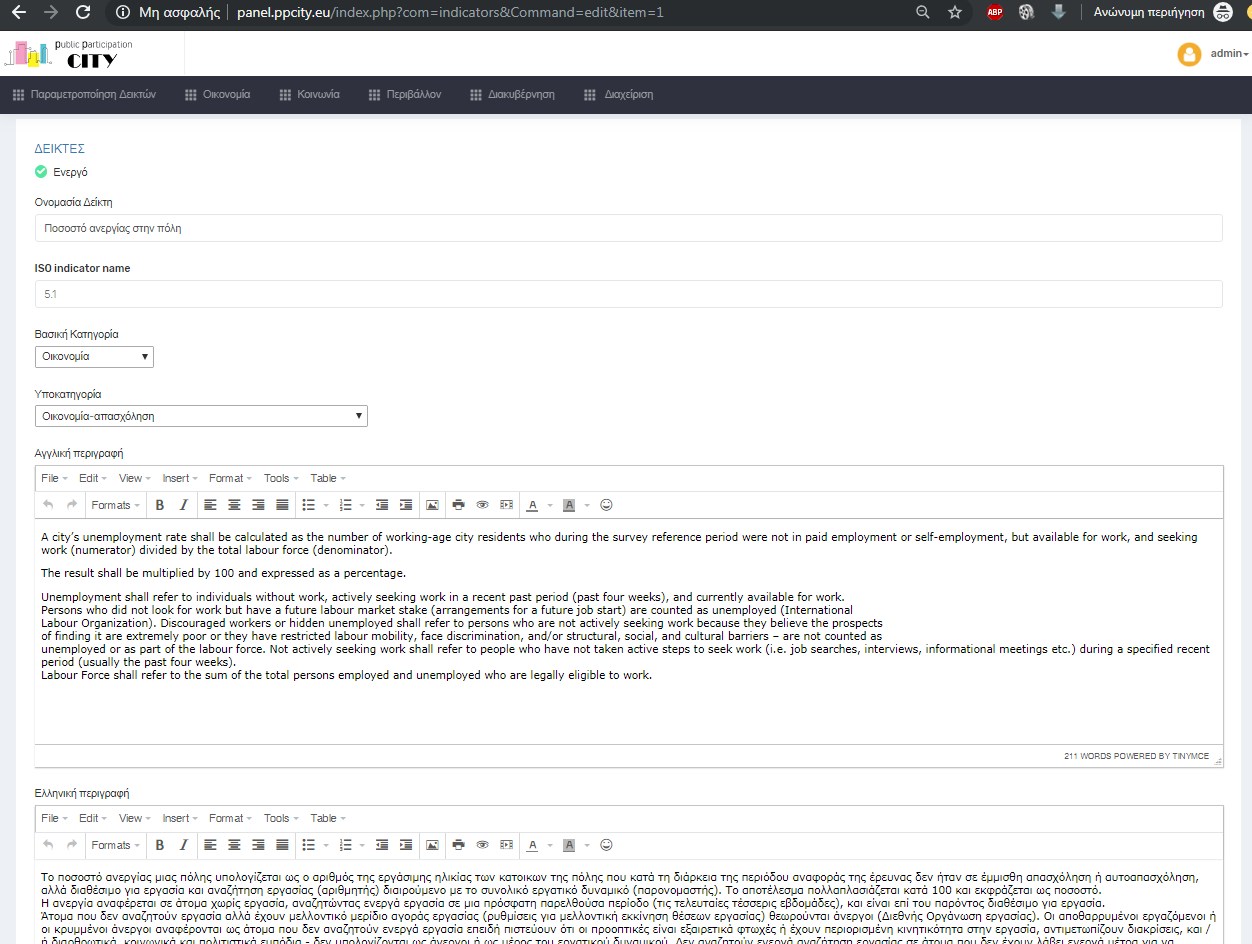 Μη ασφαλής panel.ppcity.eu/index.php?com=indicators&Command=edit&item=1 ABP Ανώνυμη περιήγηση
Public Participation
CITY
admin
Παραμετροποίηση Δεικτών Οικονομία Κοινωνία Περιβάλλον Διακυβέρνηση Διαχείριση
ΔΕΙΚΤΕΣ
Ενεργό
Ονομασία Δείκτη
Ποσοστό ανεργίας στην πόλη
ISO indicator name
5.1
Βασική Κατηγορία
Οικονομία
Υποκατηγορία
Οικονομία-απασχόληση
Αγγλική περιγραφή
File Edit View Insert Format Tools Table
Formats B I A A
A city's unemployment rate shall be calculated as the number of working-age city residents who during the survey reference period were not in paid employment or self-employment, but available for work, and seeking
work (numerator) divided by the total labour force (denominator).
The result shall be multiplied by 100 and expressed as a percentage.
Unemployment shall refer to individuals without work, actively seeking work in a recent past period (past four weeks), and currently available for work.
Persons who did not look for work but have a future labour market stake (arrangements for a future job start) are counted as unemployed (International
Labour Organization). Discouraged workers or hidden unemployed shall refer to persons who are not actively seeking work because they believe the prospects
of finding it are extremely poor or they have restricted labour mobility, face discrimination, and/or structural, social, and cultural barriers – are not counted as
unemployed or as part of the labour force. Not actively seeking work shall refer to people who have not taken active steps to seek work (i.e. job searches, interviews, informational meetings etc.) during a specified recent
period (usually the past four weeks).
Labour Force shall refer to the sum of the total persons employed and unemployed who are legally eligible to work.
211 WORDS POWERED BY TINYMCE
Ελληνική περιγραφή
File Edit View Insert Format Tools Table
Formats B I A A
Το ποσοστό ανεργίας μιας πόλης υπολογίζεται ως ο αριθμός της εργάσιμης ηλικίας των κατοικων της πόλης που κατά τη διάρκεια της περιόδου αναφοράς της έρευνας δεν ήταν σε έμμισθη απασχόληση ή αυτοαπασχόληση,
αλλά διαθέσιμο για εργασία και αναζήτηση εργασίας (αριθμητής) διαιρούμενο με το συνολικό εργατικό δυναμικό (παρονομαστής). Το αποτέλεσμα πολλαπλασιάζεται κατά 100 και εκφράζεται ως ποσοστό.
Η ανεργία αναφέρεται σε άτομα χωρίς εργασία, αναζητώντας ενεργά εργασία σε μια πρόσφατη παρελθούσα περίοδο (τις τελευταίες τέσσερις εβδομάδες), και είναι επί του παρόντος διαθέσιμο για εργασία.
Άτομα που δεν αναζητούν εργασία αλλά έχουν μελλοντικό μερίδιο αγοράς εργασίας (ρυθμίσεις για μελλοντική εκκίνηση θέσεων εργασίας) θεωρούνται άνεργοι (Διεθνής Οργάνωση εργασίας). Οι αποθαρρυμένοι εργαζόμενοι ή
οι κρυμμένοι άνεργοι αναφέρονται ως άτομα που δεν αναζητούν ενεργά εργασία επειδή πιστεύουν ότι οι προοπτικές είναι εξαιρετικά φτωχές ή έχουν περιορισμένη κινητικότητα στην εργασία, αντιμετωπίζουν διακρίσεις, και /
ή διαρθρωτικά, κοινωνικά και πολιτιστικά εμπόδια - δεν υπολογίζονται ως άνεργοι ή ως μέρος του εργατικού δυναμικού. Δεν αναζητούν ενεργά αναζήτηση εργασίας σε άτομα που δεν έχουν λάβει ενεργά μέτρα για να